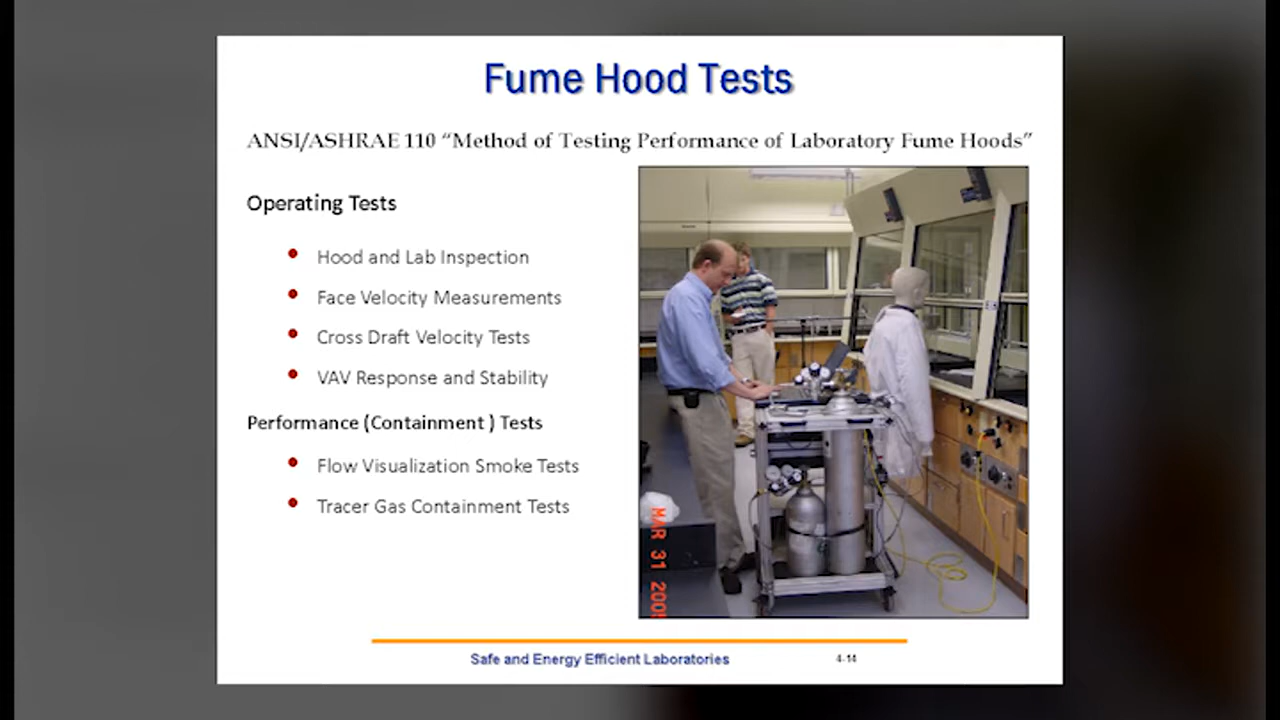 Fume Hood Tests
ANSI/ASHRAE 110 “Method of Testing Performance of Laboratory Fume Hoods”
Operating Tests
Hood and Lab Inspection
Face Velocity Measurements
Cross Draft Velocity Tests
VAV Response and Stability
Performance (Containment ) Tests
Flow Visualization Smoke Tests
Tracer Gas Containment Tests
MAR 31
Safe and Energy Efficient Laboratories
4-14